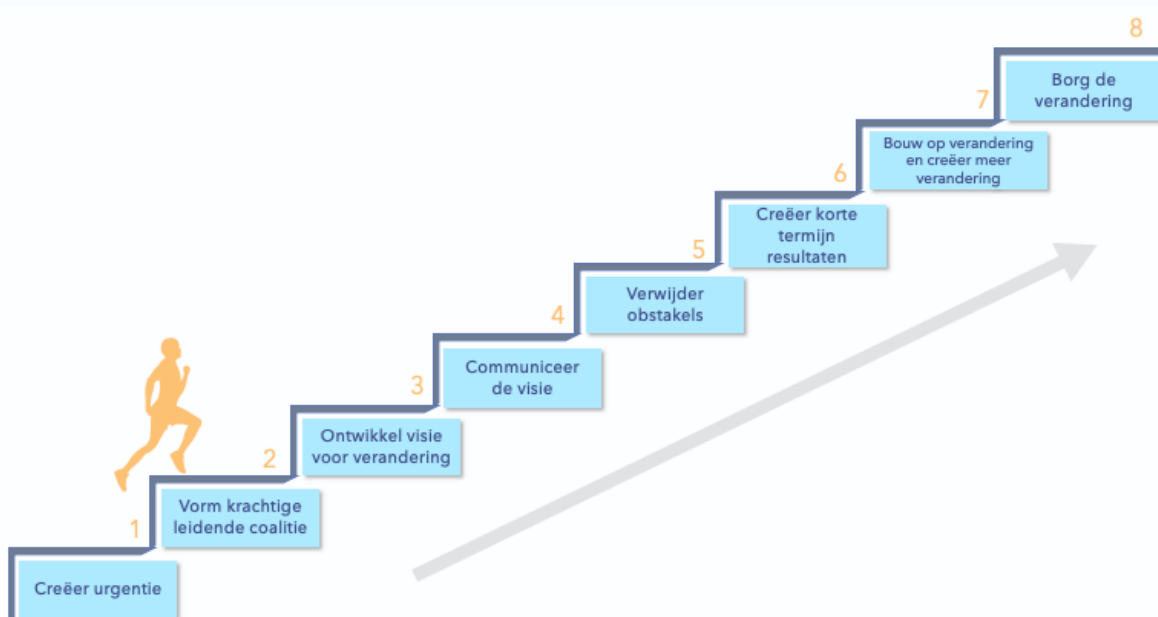 1
Creëer urgentie
2
Vorm krachtige
leidende coalitie
3
Ontwikkel visie
voor verandering
4
Communiceer
de visie
5
Verwijder
obstakels
6
Creëer korte
termijn
resultaten
7
Bouw op verandering
en creëer meer
verandering
8
Borg de
verandering